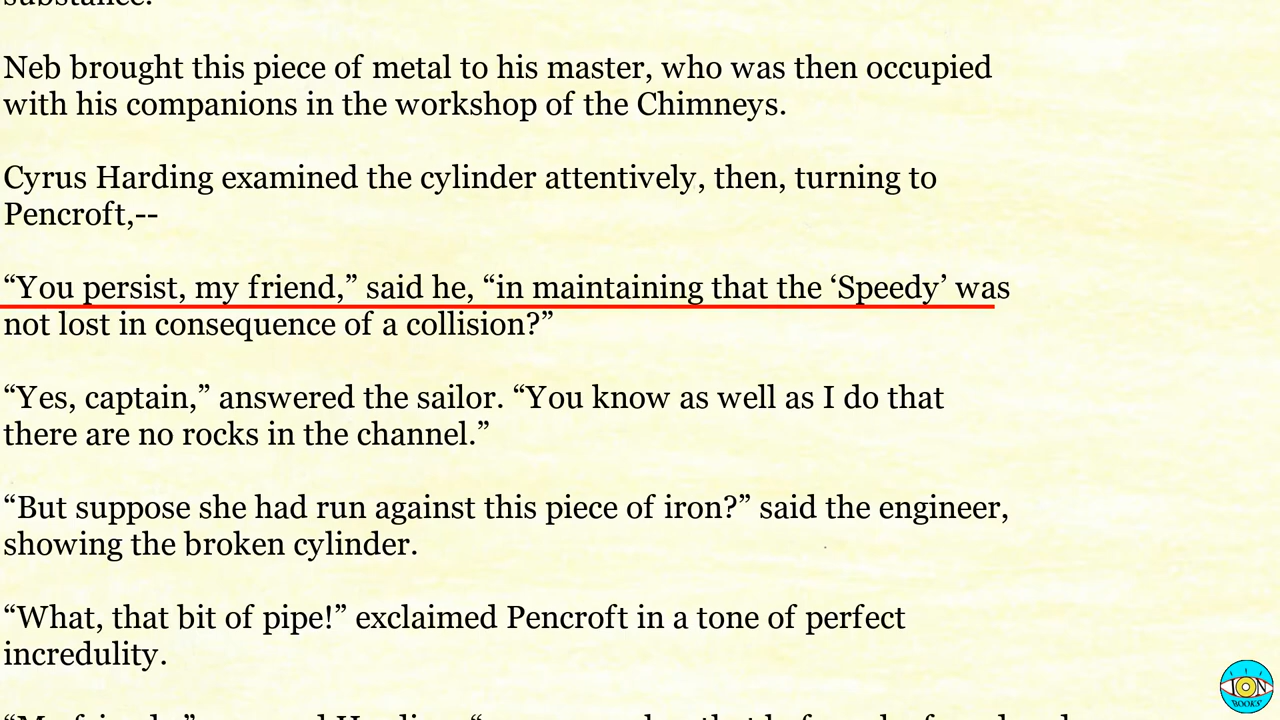 substance.
Neb brought this piece of metal to his master, who was then occupied
with his companions in the workshop of the Chimneys.
Cyrus Harding examined the cylinder attentively, then, turning to
Pencroft,--
“You persist, my friend,” said he, “in maintaining that the ‘Speedy’ was
not lost in consequence of a collision?”
“Yes, captain,” answered the sailor. “You know as well as I do that
there are no rocks in the channel.”
“But suppose she had run against this piece of iron?” said the engineer,
showing the broken cylinder.
“What, that bit of pipe!” exclaimed Pencroft in a tone of perfect
incredulity.
ION
BOOKS